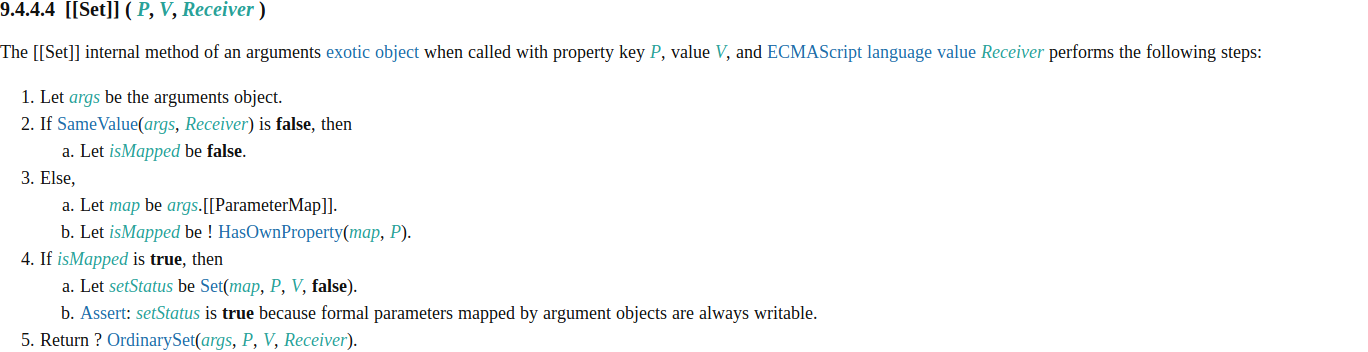 9.4.4.4 [[Set]] ( P, V, Receiver )
The [[Set]] internal method of an arguments exotic object when called with property key P, value V, and ECMAScript language value Receiver performs the following steps:
1. Let args be the arguments object.
2. If SameValue(args, Receiver) is false, then
a. Let isMapped be false.
3. Else,
a. Let map be args.[[ParameterMap]].
b. Let isMapped be ! HasOwnProperty(map, P).
4. If isMapped is true, then
a. Let setStatus be Set(map, P, V, false).
b. Assert: setStatus is true because formal parameters mapped by argument objects are always writable.
5. Return ? OrdinarySet(args, P, V, Receiver).